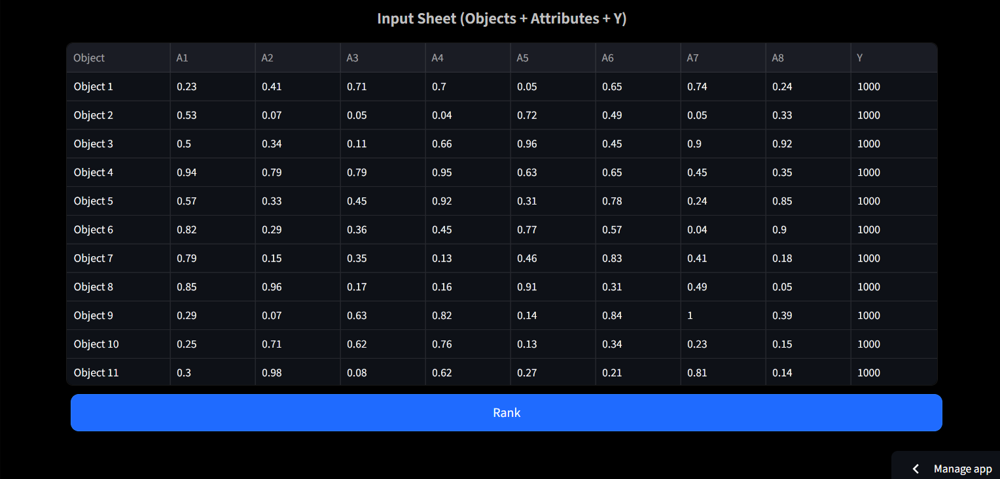 Input Sheet (Objects + Attributes + Y)
Object A1 A2 A3 A4 A5 A6 A7 A8 Y
Object 1 0.23 0.41 0.71 0.7 0.05 0.65 0.74 0.24 1000
Object 2 0.53 0.07 0.05 0.04 0.72 0.49 0.05 0.33 1000
Object 3 0.5 0.34 0.11 0.66 0.96 0.45 0.9 0.92 1000
Object 4 0.94 0.79 0.79 0.95 0.63 0.65 0.45 0.35 1000
Object 5 0.57 0.33 0.45 0.92 0.31 0.78 0.24 0.85 1000
Object 6 0.82 0.29 0.36 0.45 0.77 0.57 0.04 0.9 1000
Object 7 0.79 0.15 0.35 0.13 0.46 0.83 0.41 0.18 1000
Object 8 0.85 0.96 0.17 0.16 0.91 0.31 0.49 0.05 1000
Object 9 0.29 0.07 0.63 0.82 0.14 0.84 1 0.39 1000
Object 10 0.25 0.71 0.62 0.76 0.13 0.34 0.23 0.15 1000
Object 11 0.3 0.98 0.08 0.62 0.27 0.21 0.81 0.14 1000
Rank
Manage app